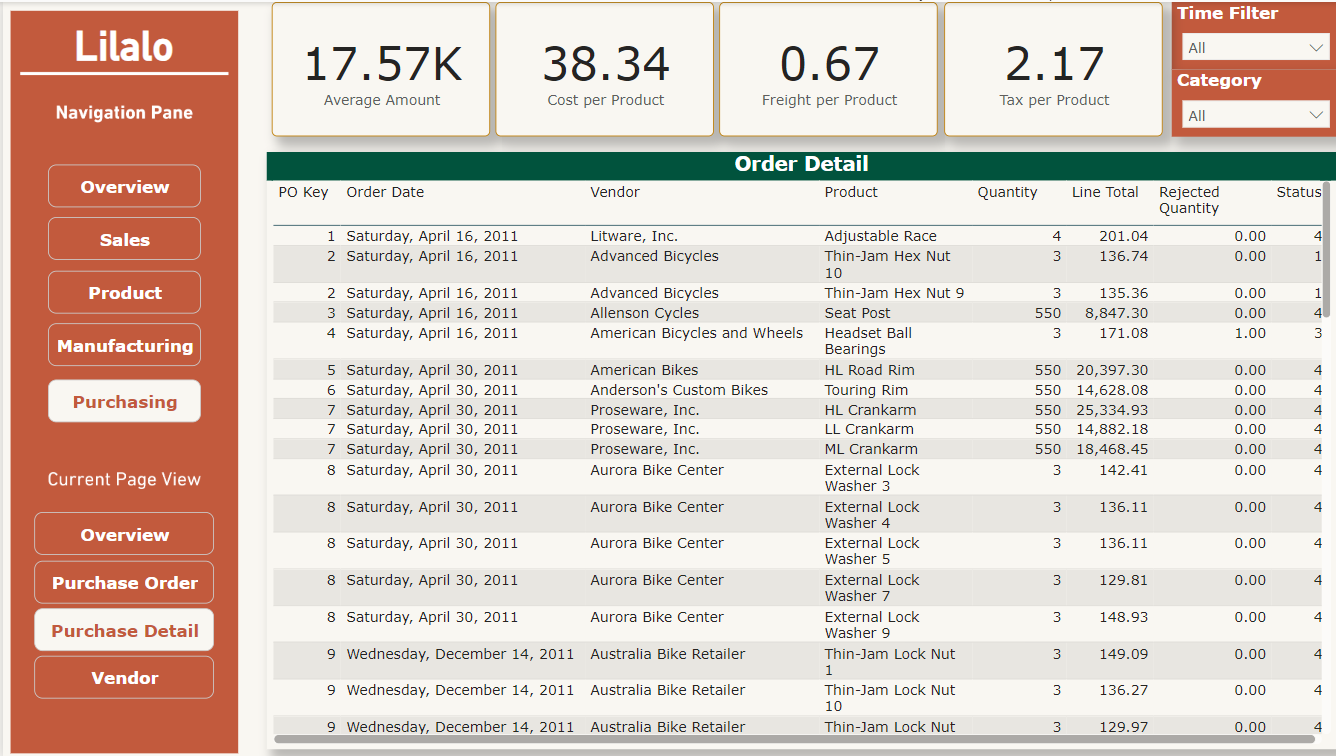 Lilalo
Navigation Pane
Overview
Sales
Product
Manufacturing
Purchasing
Current Page View
Overview
Purchase Order
Purchase Detail
Vendor
17.57K
Average Amount
38.34
Cost per Product
0.67
Freight per Product
2.17
Tax per Product
Time Filter
All
Category
All
Order Detail
PO Key Order Date Vendor Product Quantity Line Total Rejected Status
Quantity
1 Saturday, April 16, 2011 Litware, Inc. Adjustable Race 4 201.04 0.00 4
2 Saturday, April 16, 2011 Advanced Bicycles Thin-Jam Hex Nut 3 136.74 0.00 1
10
2 Saturday, April 16, 2011 Advanced Bicycles Thin-Jam Hex Nut 9 3 135.36 0.00 1
3 Saturday, April 16, 2011 Allenson Cycles Seat Post 550 8,847.30 0.00 4
4 Saturday, April 16, 2011 American Bicycles and Wheels Headset Ball 3 171.08 1.00 3
Bearings
5 Saturday, April 30, 2011 American Bikes HL Road Rim 550 20,397.30 0.00 4
6 Saturday, April 30, 2011 Anderson's Custom Bikes Touring Rim 550 14,628.08 0.00 4
7 Saturday, April 30, 2011 Proseware, Inc. HL Crankarm 550 25,334.93 0.00 4
7 Saturday, April 30, 2011 Proseware, Inc. LL Crankarm 550 14,882.18 0.00 4
7 Saturday, April 30, 2011 Proseware, Inc. ML Crankarm 550 18,468.45 0.00 4
8 Saturday, April 30, 2011 Aurora Bike Center External Lock 3 142.41 0.00 4
Washer 3
8 Saturday, April 30, 2011 Aurora Bike Center External Lock 3 136.11 0.00 4
Washer 4
8 Saturday, April 30, 2011 Aurora Bike Center External Lock 3 136.11 0.00 4
Washer 5
8 Saturday, April 30, 2011 Aurora Bike Center External Lock 3 129.81 0.00 4
Washer 7
8 Saturday, April 30, 2011 Aurora Bike Center External Lock 3 148.93 0.00 4
Washer 9
9 Wednesday, December 14, 2011 Australia Bike Retailer Thin-Jam Lock Nut 3 149.09 0.00 4
1
9 Wednesday, December 14, 2011 Australia Bike Retailer Thin-Jam Lock Nut 3 136.27 0.00 4
10
9 Wednesday, December 14, 2011 Australia Bike Retailer Thin-Jam Lock Nut 3 129.97 0.00 4